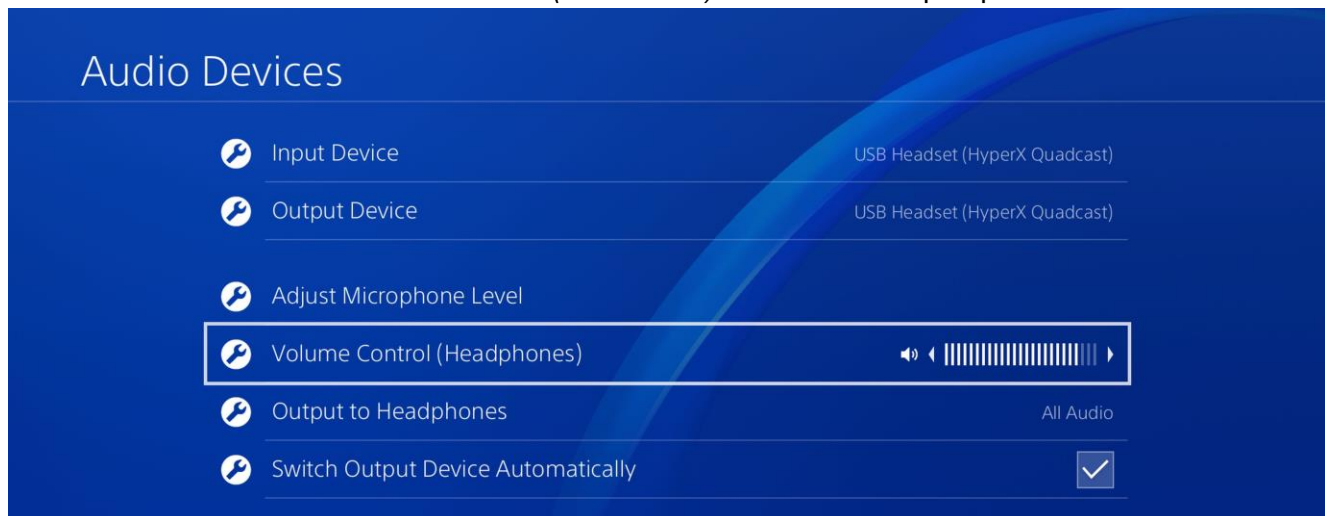 Audio Devices
Input Device USB Headset (HyperX Quadcast)
Output Device USB Headset (HyperX Quadcast)
Adjust Microphone Level
Volume Control (Headphones)
Output to Headphones All Audio
Switch Output Device Automatically